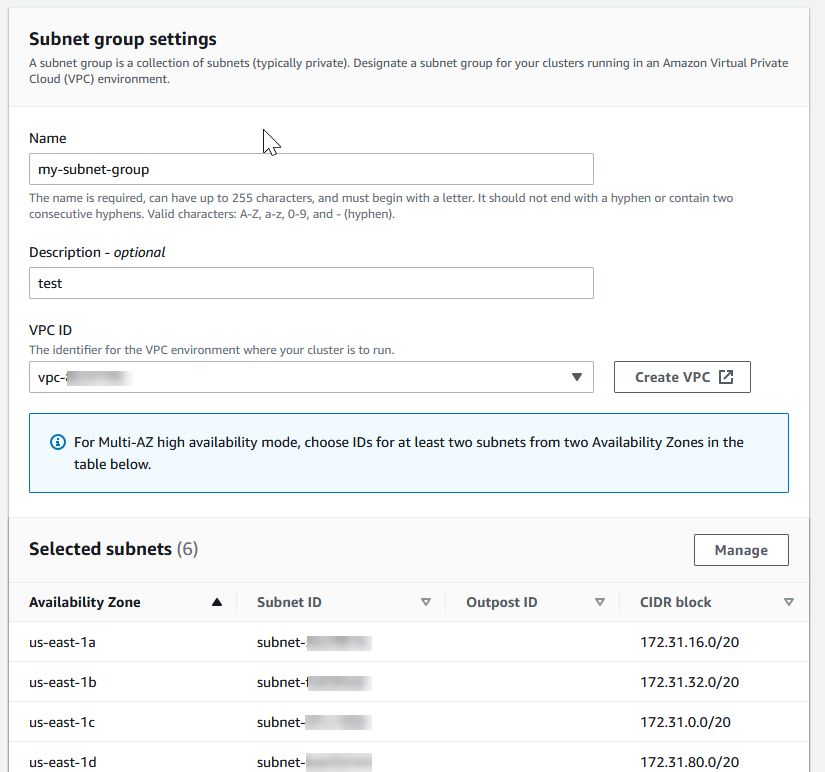 Subnet group settings
A subnet group is a collection of subnets (typically private). Designate a subnet group for your clusters running in an Amazon Virtual Private
Cloud (VPC) environment.
Name
my-subnet-group
The name is required, can have up to 255 characters, and must begin with a letter. It should not end with a hyphen or contain two
consecutive hyphens. Valid characters: A-Z, a-z, 0-9, and - (hyphen).
Description - optional
test
VPC ID
The identifier for the VPC environment where your cluster is to run.
vpc-
Create VPC
For Multi-AZ high availability mode, choose IDs for at least two subnets from two Availability Zones in the
table below.
Selected subnets (6)
Manage
Availability Zone Subnet ID Outpost ID CIDR block
us-east-1a subnet- 172.31.16.0/20
us-east-1b subnet- 172.31.32.0/20
us-east-1c subnet- 172.31.0.0/20
us-east-1d subnet- 172.31.80.0/20